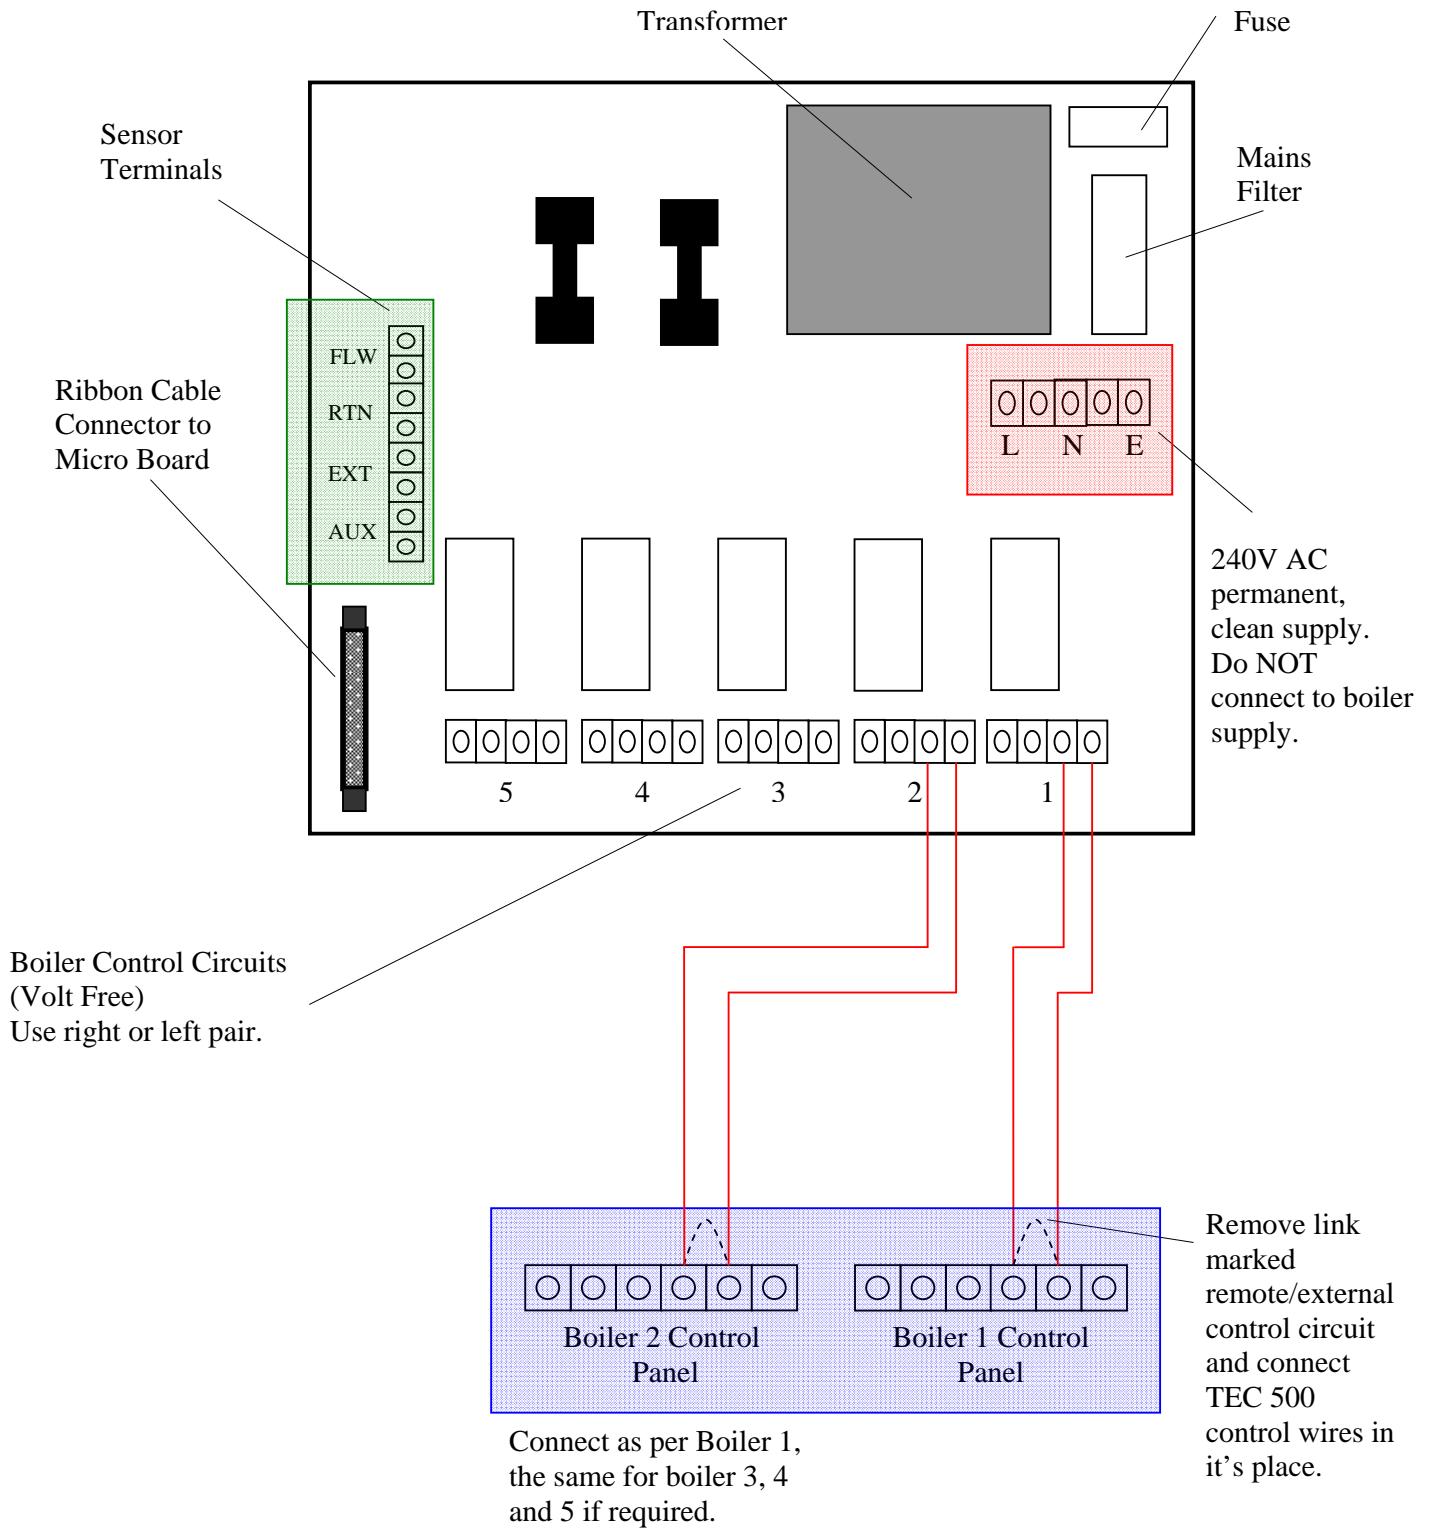 Transformer
Fuse
Sensor
Terminals
Mains
Filter
FLW
RTN
EXT
AUX
Ribbon Cable
Connector to
Micro Board
L N E
240V AC
permanent,
clean supply.
Do NOT
connect to boiler
supply.
5 4 3 2 1
Boiler Control Circuits
(Volt Free)
Use right or left pair.
Remove link
marked
remote/external
control circuit
and connect
TEC 500
control wires in
it’s place.
Boiler 2 Control
Panel
Boiler 1 Control
Panel
Connect as per Boiler 1,
the same for boiler 3, 4
and 5 if required.